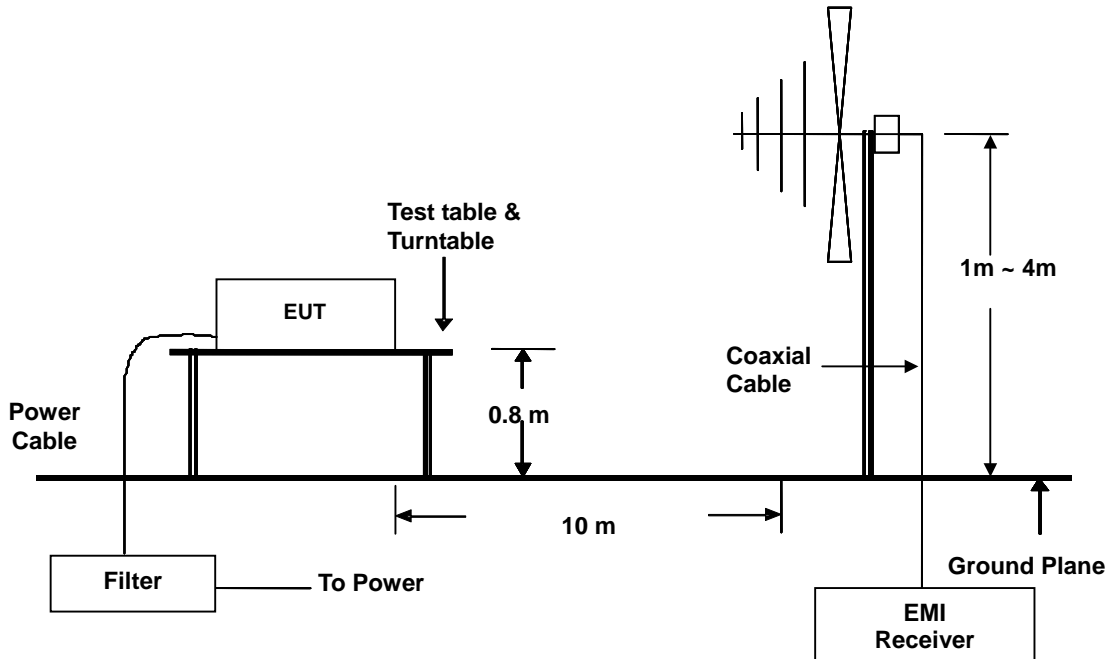 Test table &
Turntable
EUT
1m ~ 4m
Coaxial
Cable
0.8 m
Power
Cable
10 m
Ground Plane
Filter
To Power
EMI
Receiver